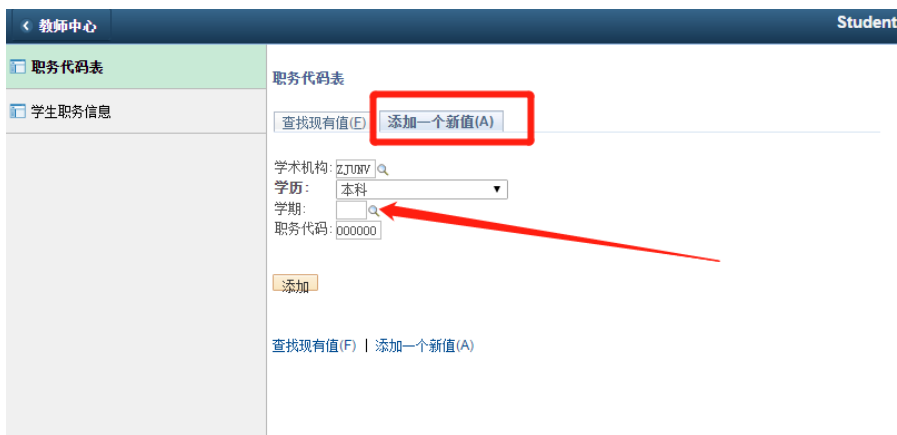 教师中心
Student
职务代码表
学生职务信息
职务代码表
查找现有值(F) 添加一个新值(A)
学术机构: ZJUNV
学历: 本科
学期:
职务代码: 000000
添加
查找现有值(F) | 添加一个新值(A)